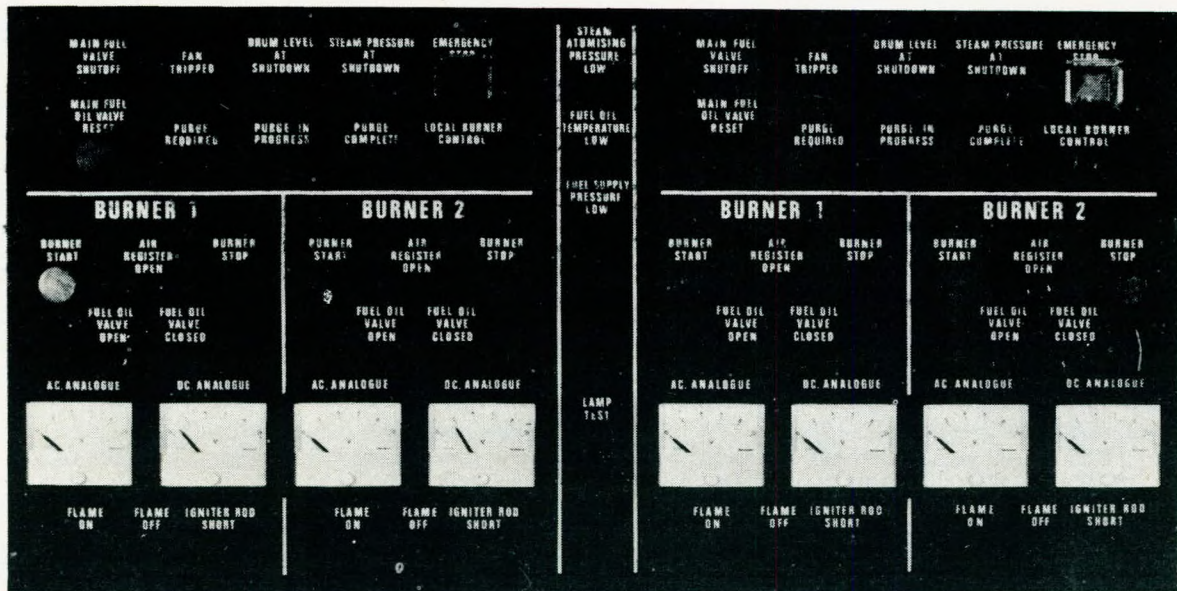 MAIN FUEL
VALVE
SHUTOFF
FAN
TRIPPED
DRUM LEVEL
AT
SHUTDOWN
STEAM PRESSURE
AT
SHUTDOWN
EMERGENCY
STOP
MAIN FUEL
OIL VALVE
RESET
PURGE
REQUIRED
PURGE IN
PROGRESS
PURGE
COMPLETE
LOCAL BURNER
CONTROL
BURNER 1
BURNER
START
AIR
REGISTER
OPEN
BURNER
STOP
FUEL OIL
VALVE
OPEN
FUEL OIL
VALVE
CLOSED
AC. ANALOGUE
DC. ANALOGUE
FLAME
ON
FLAME
OFF
IGNITER ROD
SHORT
BURNER 2
BURNER
START
AIR
REGISTER
OPEN
BURNER
STOP
FUEL OIL
VALVE
OPEN
FUEL OIL
VALVE
CLOSED
AC. ANALOGUE
DC. ANALOGUE
FLAME
ON
FLAME
OFF
IGNITER ROD
SHORT
STEAM
ATOMISING
PRESSURE
LOW
FUEL OIL
TEMPERATURE
LOW
FUEL SUPPLY
PRESSURE
LOW
LAMP
TEST
MAIN FUEL
VALVE
SHUTOFF
FAN
TRIPPED
DRUM LEVEL
AT
SHUTDOWN
STEAM PRESSURE
AT
SHUTDOWN
EMERGENCY
STOP
MAIN FUEL
OIL VALVE
RESET
PURGE
REQUIRED
PURGE IN
PROGRESS
PURGE
COMPLETE
LOCAL BURNER
CONTROL
BURNER 1
BURNER
START
AIR
REGISTER
OPEN
BURNER
STOP
FUEL OIL
VALVE
OPEN
FUEL OIL
VALVE
CLOSED
AC. ANALOGUE
DC. ANALOGUE
FLAME
ON
FLAME
OFF
IGNITER ROD
SHORT
BURNER 2
BURNER
START
AIR
REGISTER
OPEN
BURNER
STOP
FUEL OIL
VALVE
OPEN
FUEL OIL
VALVE
CLOSED
AC ANALOGUE
DC. ANALOGUE
FLAME
ON
FLAME
OFF
IGNITER ROD
SHORT